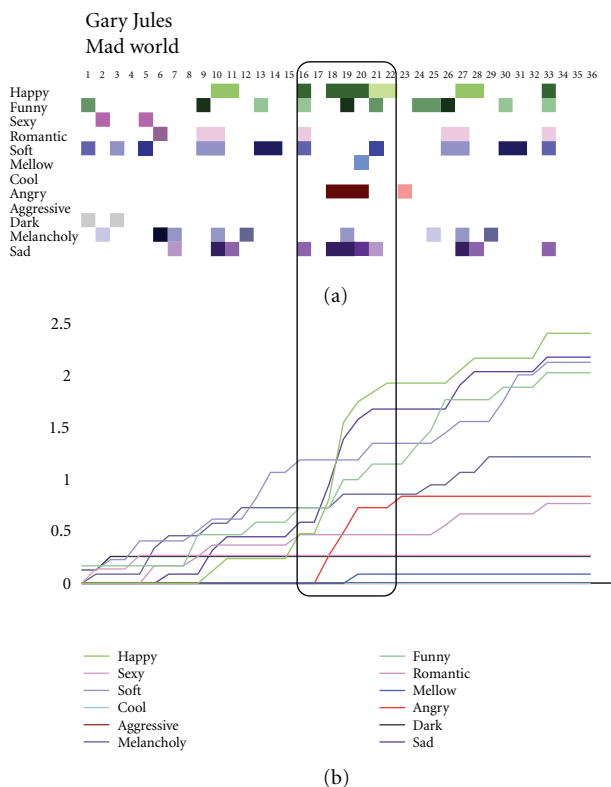 Gary Jules
Mad world
1 2 3 4 5 6 7 8 9 10 11 12 13 14 15 16 17 18 19 20 21 22 23 24 25 26 27 28 29 30 31 32 33 34 35 36
Happy
Funny
Sexy
Romantic
Soft
Mellow
Cool
Angry
Aggressive
Dark
Melancholy
Sad
(a)
2.5
2
1.5
1
0.5
0
Happy Funny
Sexy Romantic
Soft Mellow
Cool Angry
Aggressive Dark
Melancholy Sad
(b)